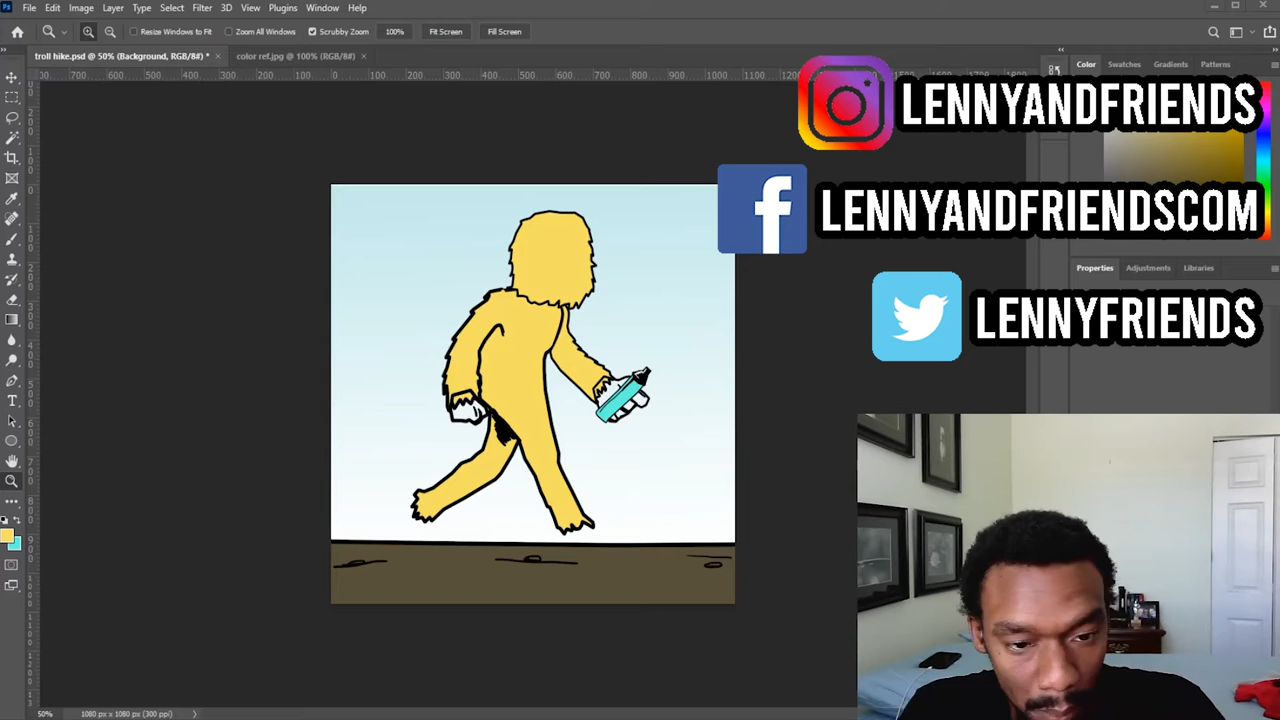 File Edit Image Layer Type Select Filter 3D View Plugins Window Help
Resize Windows to Fit Zoom All Windows Scrubby Zoom 100% Fit Screen Fill Screen
troll hike.psd @ 50% (Background, RGB/8#) * × color ref.jpg @ 100% (RGB/8#) ×
Color Swatches Gradients Patterns
LENNYANDFRIENDS
LENNYANDFRIENDSCOM
Properties Adjustments Libraries
LENNYFRIENDS
50% 1080 px x 1080 px (300 ppi)